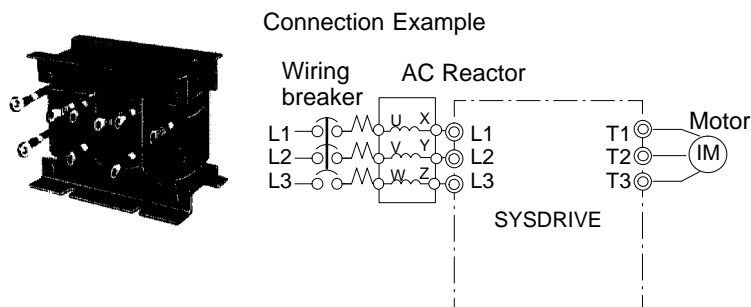 Connection Example
Wiring breaker
AC Reactor
Motor
L1 U X L1 T1
L2 V Y L2 T2 IM
L3 W Z L3 T3
SYSDRIVE